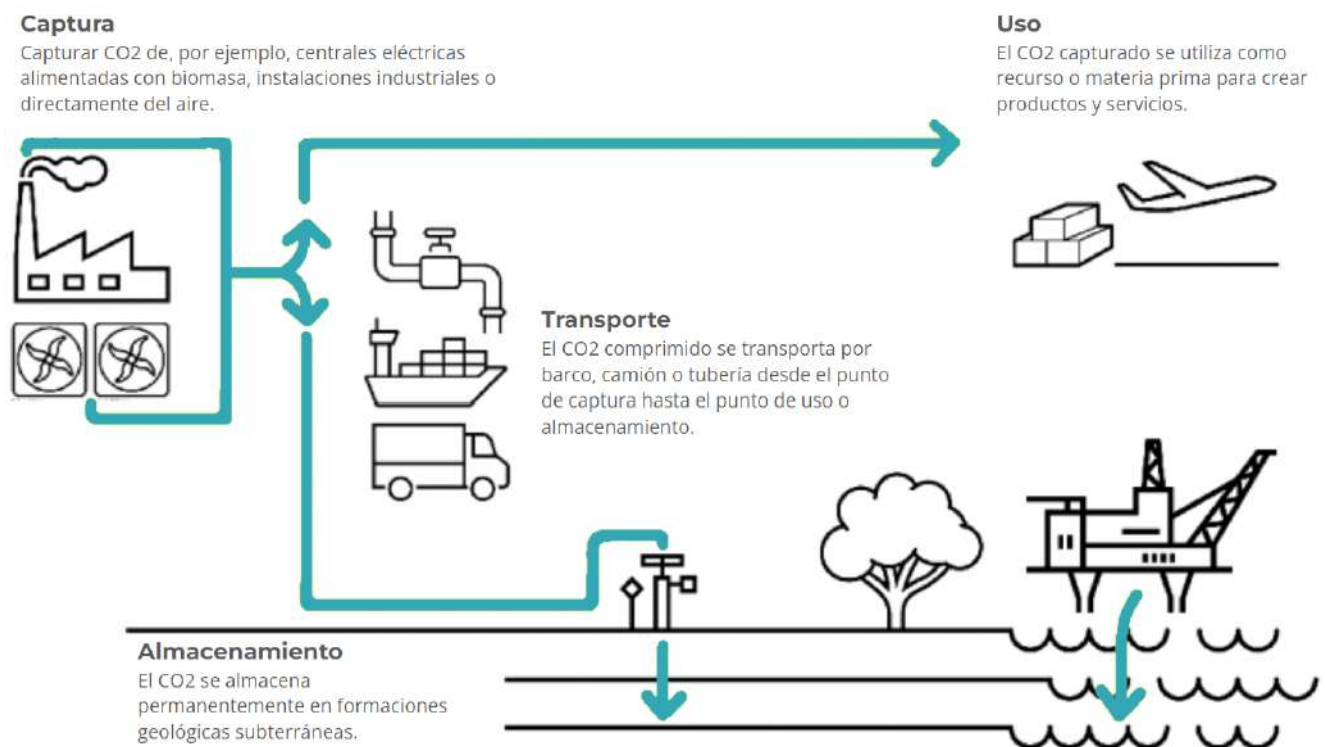 Captura
Capturar CO2 de, por ejemplo, centrales eléctricas
alimentadas con biomasa, instalaciones industriales o
directamente del aire.
Uso
El CO2 capturado se utiliza como
recurso o materia prima para crear
productos y servicios.
Transporte
El CO2 comprimido se transporta por
barco, camión o tubería desde el punto
de captura hasta el punto de uso o
almacenamiento.
Almacenamiento
El CO2 se almacena
permanentemente en formaciones
geológicas subterráneas.